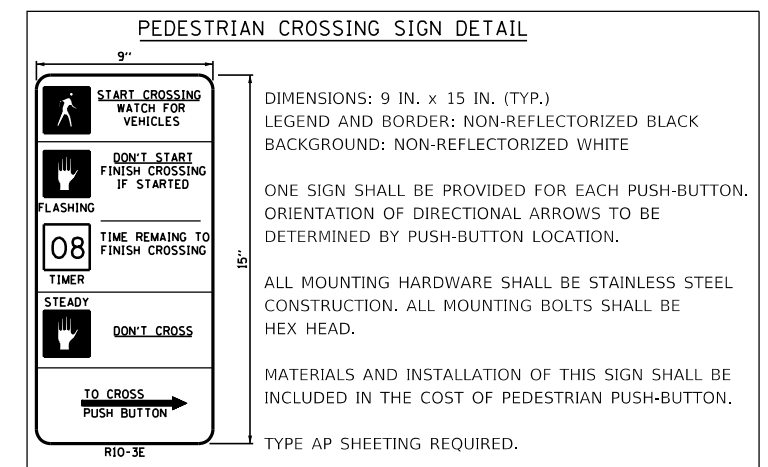 PEDESTRIAN CROSSING SIGN DETAIL
9"
START CROSSING
WATCH FOR
VEHICLES
DON'T START
FINISH CROSSING
IF STARTED
FLASHING
08
TIME REMAING TO
FINISH CROSSING
TIMER
STEADY
DON'T CROSS
TO CROSS
PUSH BUTTON
R10-3E
15"
DIMENSIONS: 9 IN. x 15 IN. (TYP.)
LEGEND AND BORDER: NON-REFLECTORIZED BLACK
BACKGROUND: NON-REFLECTORIZED WHITE
ONE SIGN SHALL BE PROVIDED FOR EACH PUSH-BUTTON.
ORIENTATION OF DIRECTIONAL ARROWS TO BE
DETERMINED BY PUSH-BUTTON LOCATION.
ALL MOUNTING HARDWARE SHALL BE STAINLESS STEEL
CONSTRUCTION. ALL MOUNTING BOLTS SHALL BE
HEX HEAD.
MATERIALS AND INSTALLATION OF THIS SIGN SHALL BE
INCLUDED IN THE COST OF PEDESTRIAN PUSH-BUTTON.
TYPE AP SHEETING REQUIRED.